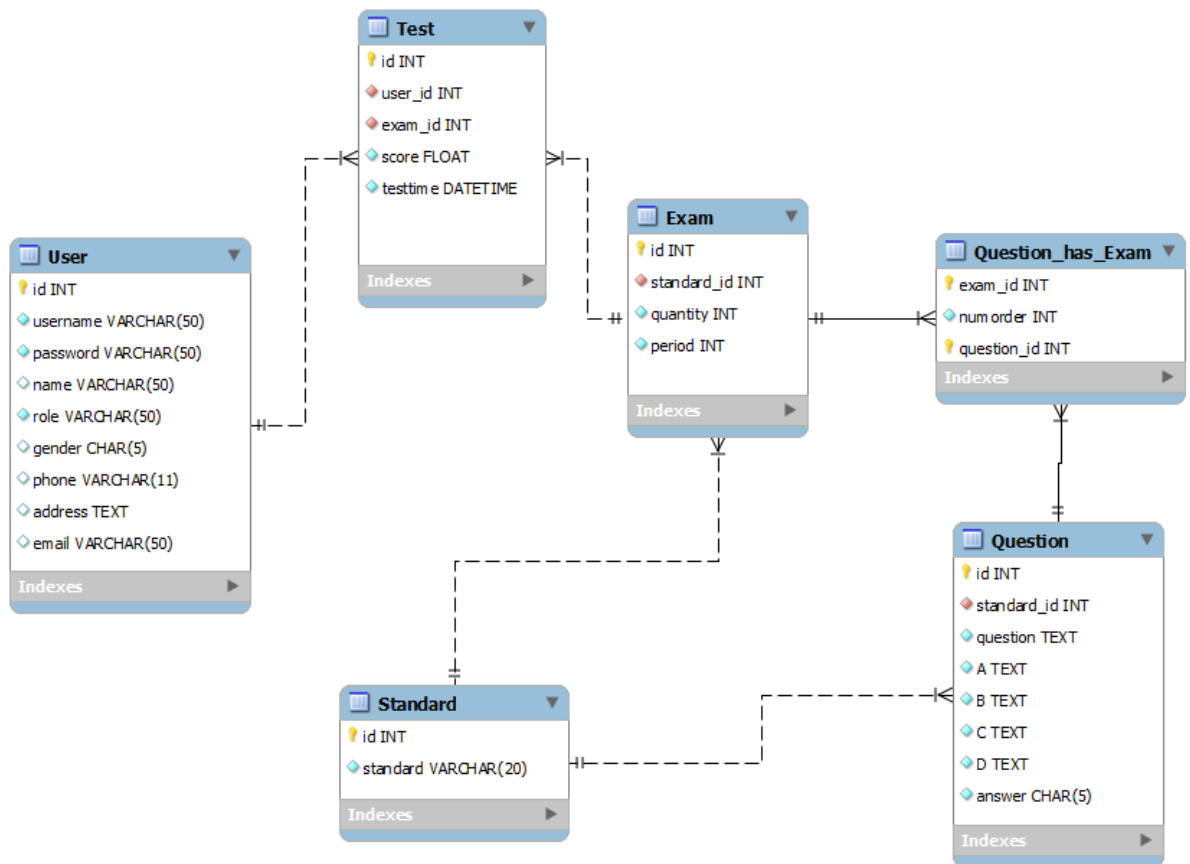 Test
id INT
user_id INT
exam_id INT
score FLOAT
testtime DATETIME
Indexes
User
id INT
username VARCHAR(50)
password VARCHAR(50)
name VARCHAR(50)
role VARCHAR(50)
gender CHAR(5)
phone VARCHAR(11)
address TEXT
email VARCHAR(50)
Indexes
Exam
id INT
standard_id INT
quantity INT
period INT
Indexes
Question_has_Exam
exam_id INT
numorder INT
question_id INT
Indexes
Standard
id INT
standard VARCHAR(20)
Indexes
Question
id INT
standard_id INT
question TEXT
A TEXT
B TEXT
C TEXT
D TEXT
answer CHAR(5)
Indexes